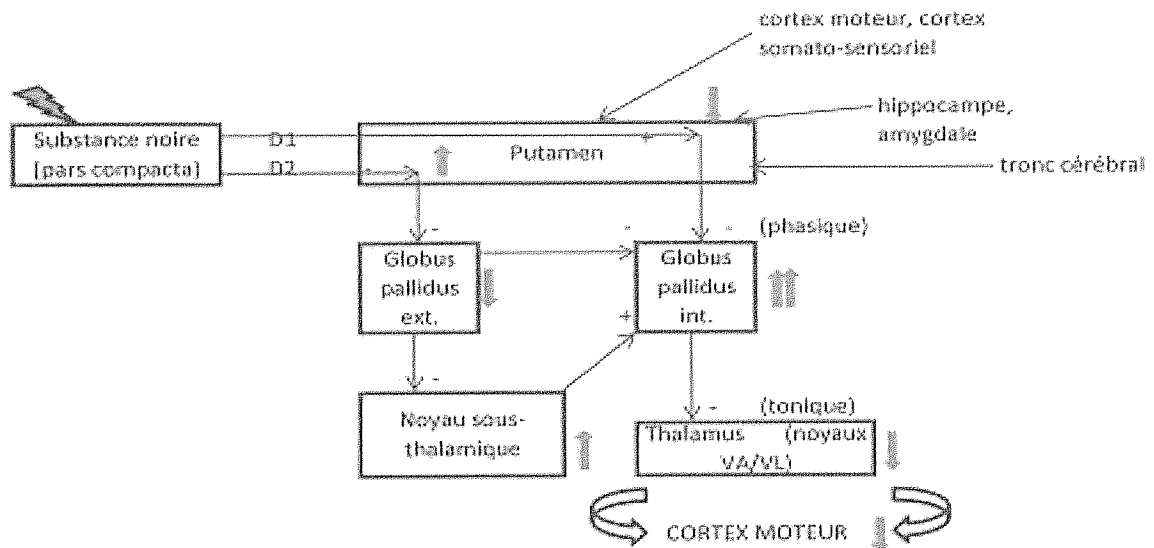 cortex moteur, cortex
somato-sensoriel
hippocampe,
amygdale
Substance noire
[pars compacta)
D1
D2
+
-
Putamen
tronc cérébral
-
-
- (phasique)
Globus
pallidus
ext.
Globus
pallidus
int.
+
-
- (tonique)
Noyau sous-
thalamique
Thalamus (noyaux
VA/VL)
CORTEX MOTEUR